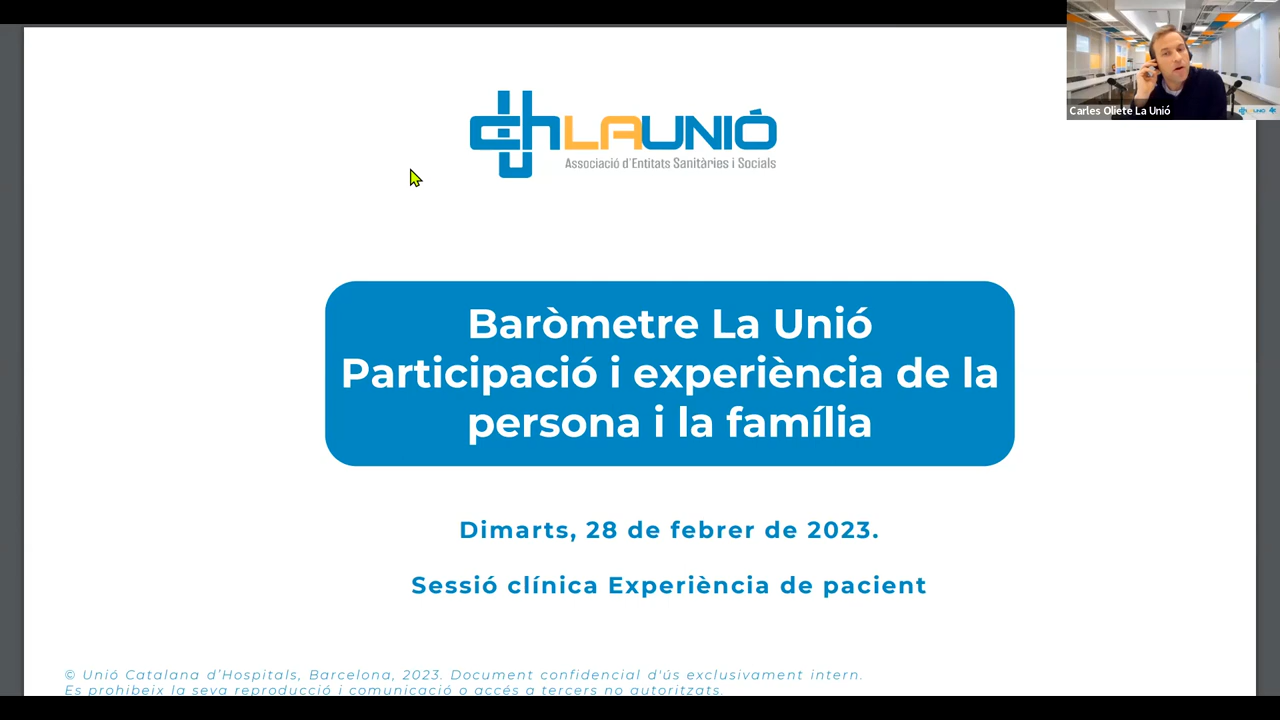 LAUNIÓ
Associació d'Entitats Sanitàries i Socials
Carles Oliete La Unió
Baròmetre La Unió
Participació i experiència de la
persona i la família
Dimarts, 28 de febrer de 2023.
Sessió clínica Experiència de pacient
© Unió Catalana d'Hospitals, Barcelona, 2023. Document confidencial d'ús exclusivament intern.
Es prohibeix la seva reproducció i comunicació o accés a tercers no autoritzats.